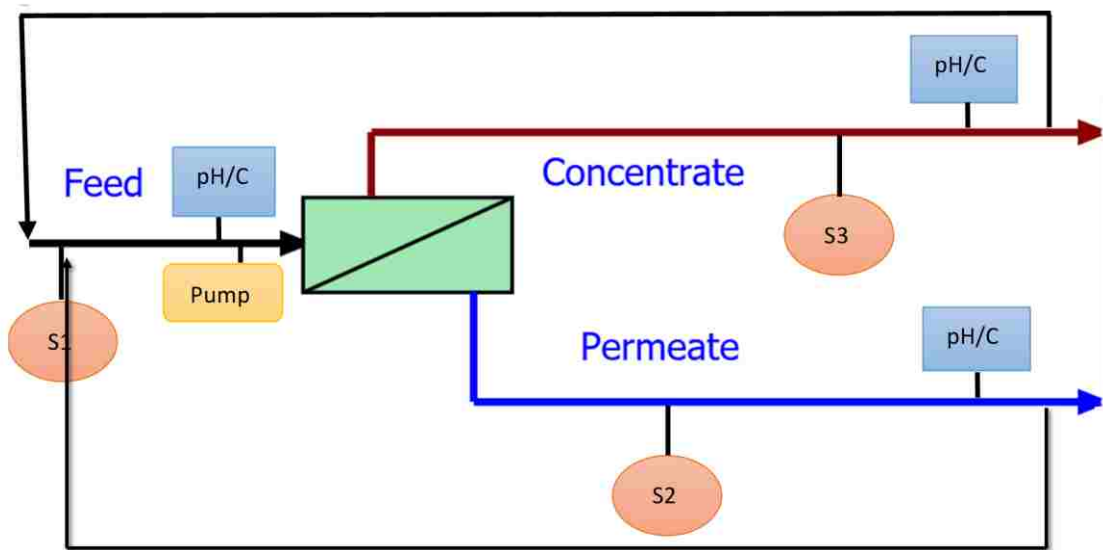 pH/C
Feed
pH/C
Concentrate
S3
Pump
S1
Permeate
pH/C
S2